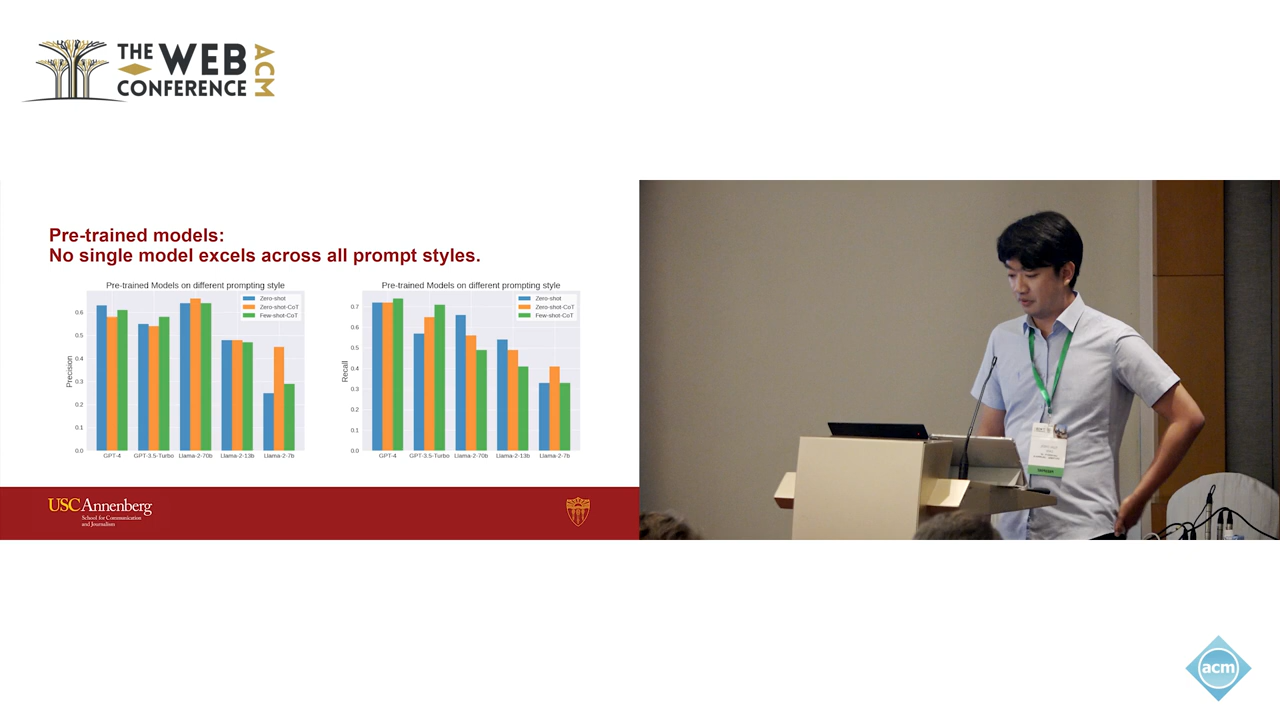 THE WEB
CONFERENCE
ACM
Pre-trained models:
No single model excels across all prompt styles.
Pre-trained Models on different prompting style
Zero-shot
Zero-shot-CoT
Few-shot-CoT
Precision
0.6
0.5
0.4
0.3
0.2
0.1
0.0
GPT-4 GPT-3.5-Turbo Llama-2-70b Llama-2-13b Llama-2-7b
Pre-trained Models on different prompting style
Zero-shot
Zero-shot-CoT
Few-shot-CoT
Recall
0.7
0.6
0.5
0.4
0.3
0.2
0.1
0.0
GPT-4 GPT-3.5-Turbo Llama-2-70b Llama-2-13b Llama-2-7b
USC Annenberg
School for Communication
and Journalism
acm